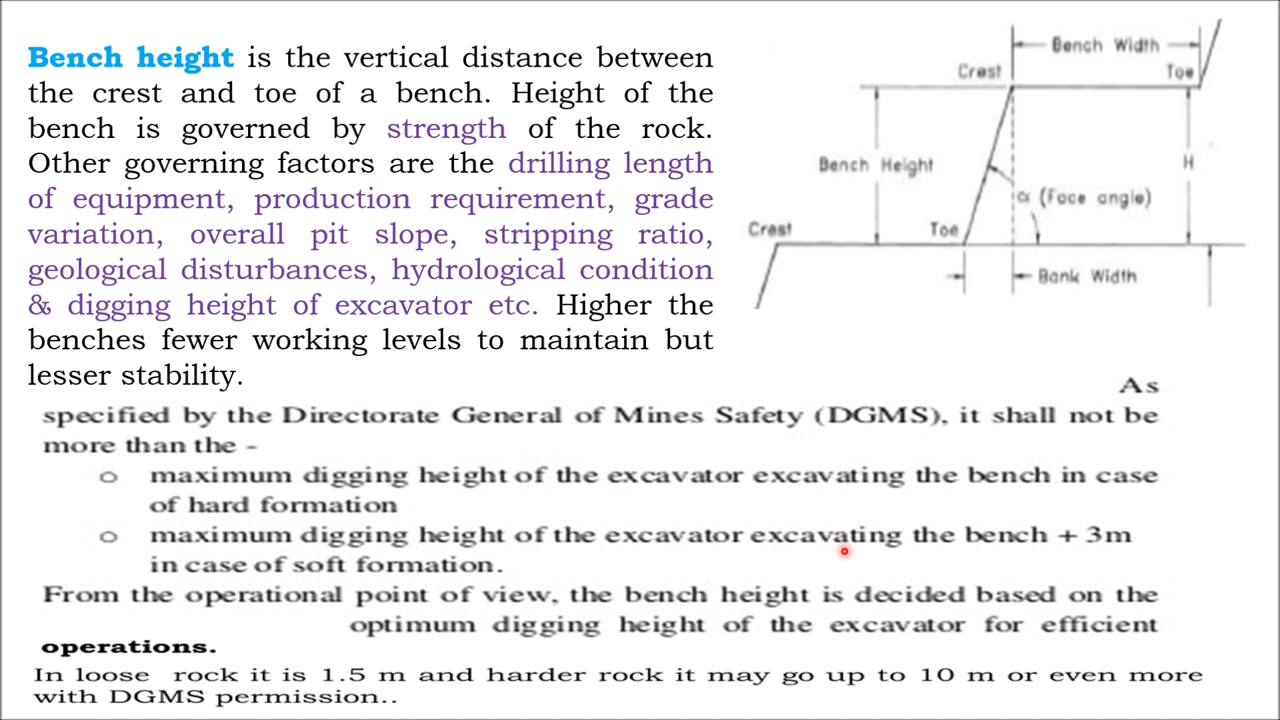 Bench height is the vertical distance between
the crest and toe of a bench. Height of the
bench is governed by strength of the rock.
Other governing factors are the drilling length
of equipment, production requirement, grade
variation, overall pit slope, stripping ratio,
geological disturbances, hydrological condition
& digging height of excavator etc. Higher the
benches fewer working levels to maintain but
lesser stability.
Bench Width
Crest
Toe
Bench Height
H
α (Face angle)
Crest
Toe
Bank Width
As
specified by the Directorate General of Mines Safety (DGMS), it shall not be
more than the -
o maximum digging height of the excavator excavating the bench in case
of hard formation
o maximum digging height of the excavator excavating the bench + 3m
in case of soft formation.
From the operational point of view, the bench height is decided based on the
optimum digging height of the excavator for efficient
operations.
In loose rock it is 1.5 m and harder rock it may go up to 10 m or even more
with DGMS permission..